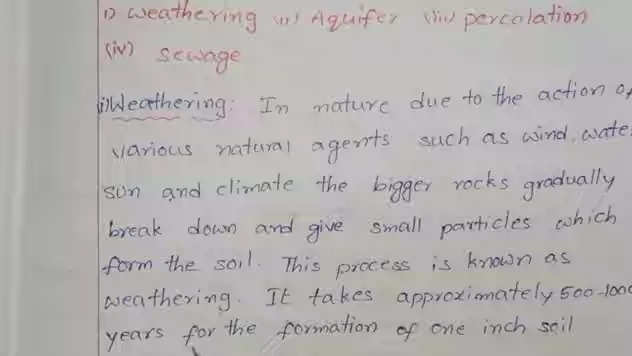 i) Weathering ii) Aquifer (iii) percolation
(iv) sewage
i) Weathering: In nature due to the action of
various natural agents such as wind, water
sun and climate the bigger rocks gradually
break down and give small particles which
form the soil. This process is known as
weathering. It takes approximately 500-1000
years for the formation of one inch soil